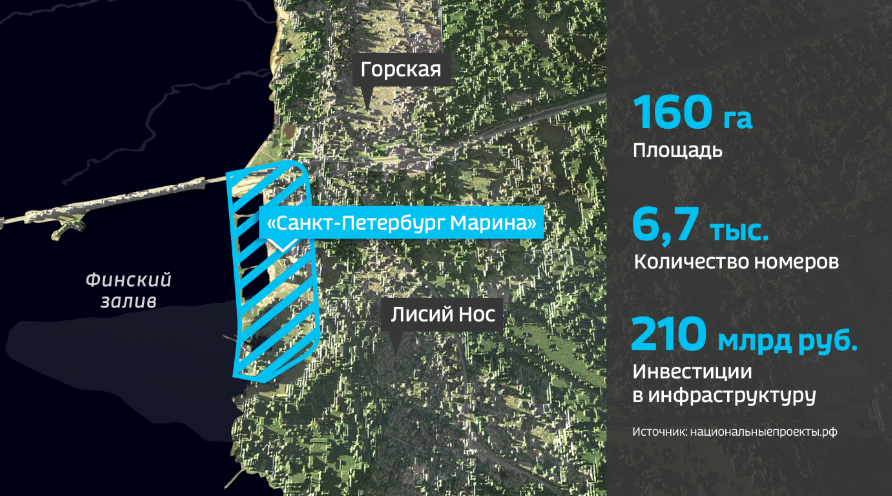 Горская
«Санкт-Петербург Марина»
Финский
залив
Лисий Нос
160 га
Площадь
6,7 тыс.
Количество номеров
210 млрд руб.
Инвестиции
в инфраструктуру
Источник: национальныепроекты.рф